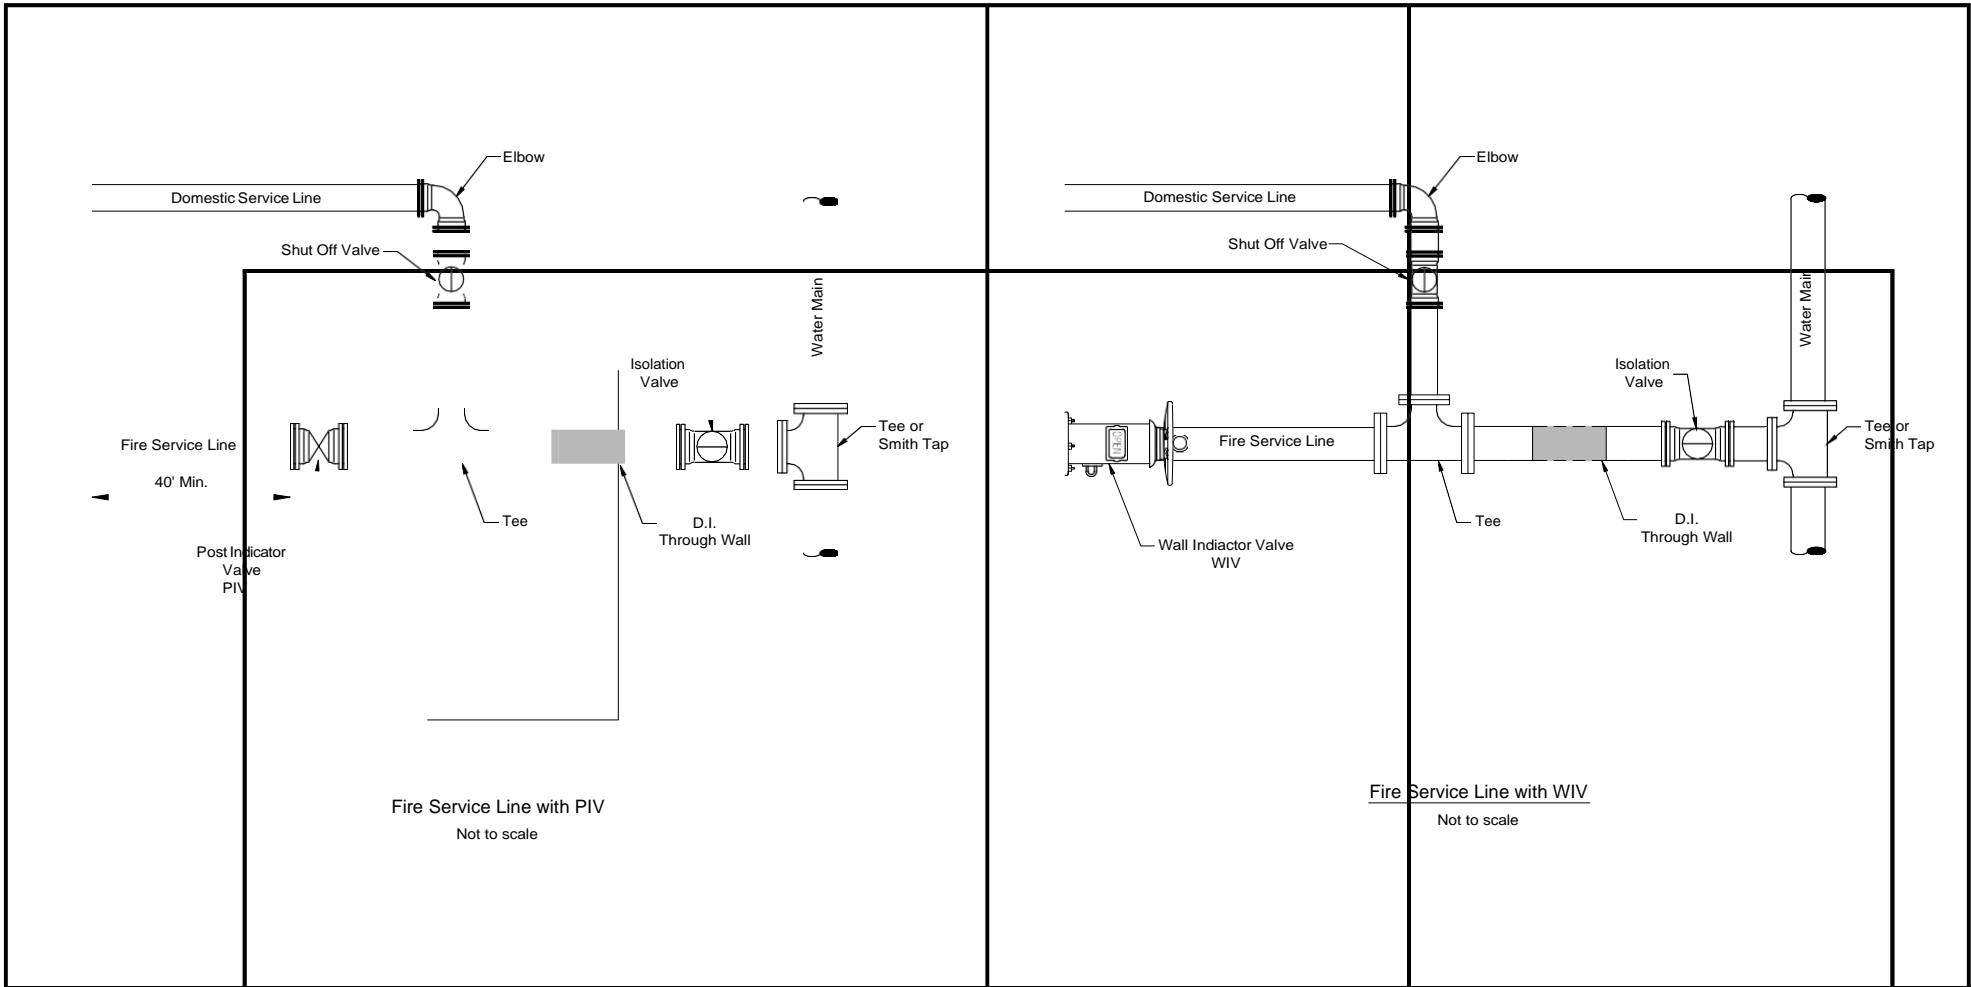 Elbow
Domestic Service Line
Shut Off Valve
Water Main
Isolation
Valve
Tee or
Smith Tap
Fire Service Line
40' Min.
Tee
D.I.
Through Wall
Post Indicator
Valve
PIV
Fire Service Line with PIV
Not to scale
Elbow
Domestic Service Line
Shut Off Valve
Water Main
Isolation
Valve
Tee or
Smith Tap
OPEN
Fire Service Line
Tee
D.I.
Through Wall
Wall Indiactor Valve
WIV
Fire Service Line with WIV
Not to scale